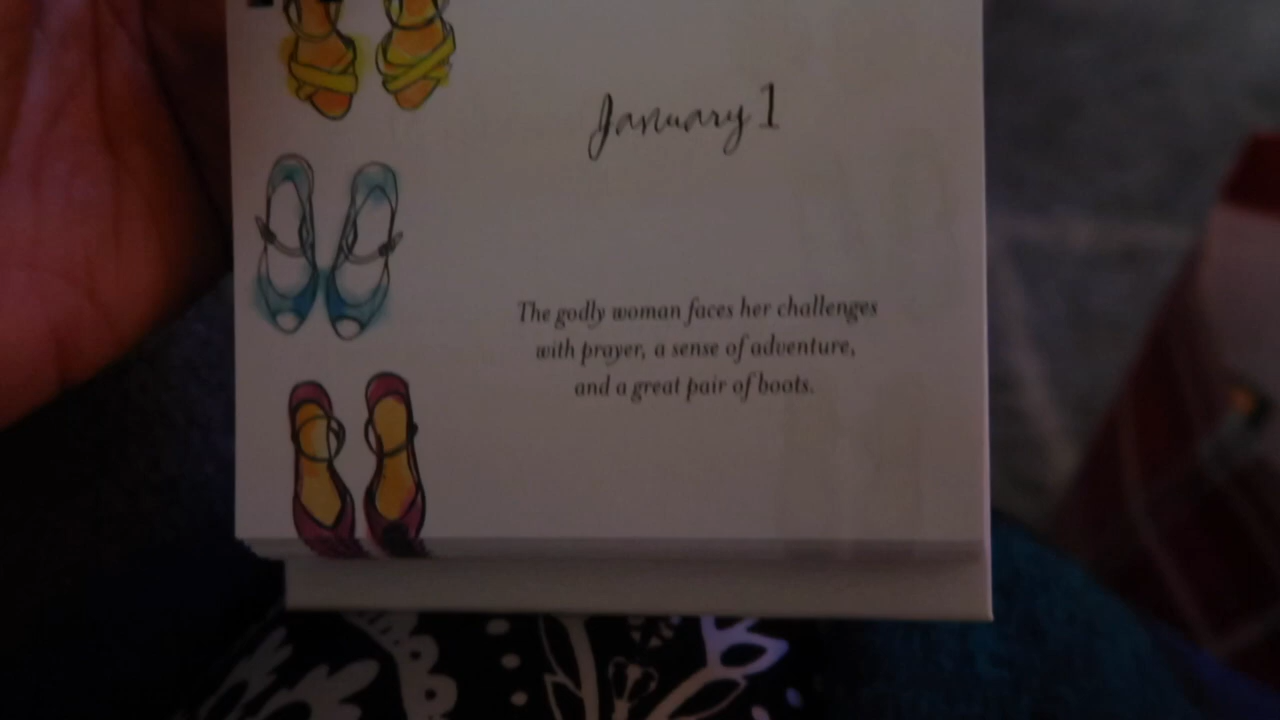 January 1
The godly woman faces her challenges
with prayer, a sense of adventure,
and a great pair of boots.